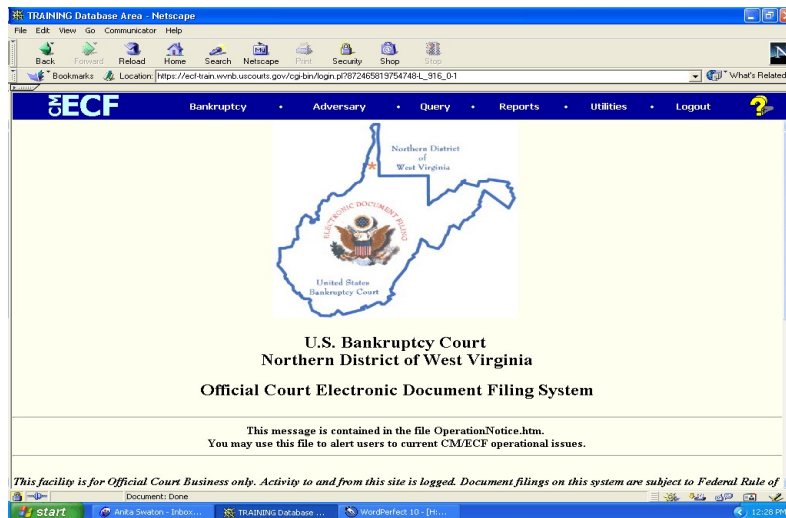 TRAINING Database Area - Netscape
File Edit View Go Communicator Help
Back Forward Reload Home Search Netscape Print Security Shop Stop
Bookmarks Location: https://ecf-train.wvnb.uscourts.gov/cgi-bin/login.pl?872465819754748-L_916_0-1 What's Related
CM ECF Bankruptcy • Adversary • Query • Reports • Utilities • Logout ?
Northern District
of
West Virginia
ELECTRONIC DOCUMENT FILING
United States
Bankruptcy Court
U.S. Bankruptcy Court
Northern District of West Virginia
Official Court Electronic Document Filing System
This message is contained in the file OperationNotice.htm.
You may use this file to alert users to current CM/ECF operational issues.
This facility is for Official Court Business only. Activity to and from this site is logged. Document filings on this system are subject to Federal Rule of
Document: Done
start Anita Swaton - Inbox... TRAINING Database ... WordPerfect 10 - [H:... 12:28 PM